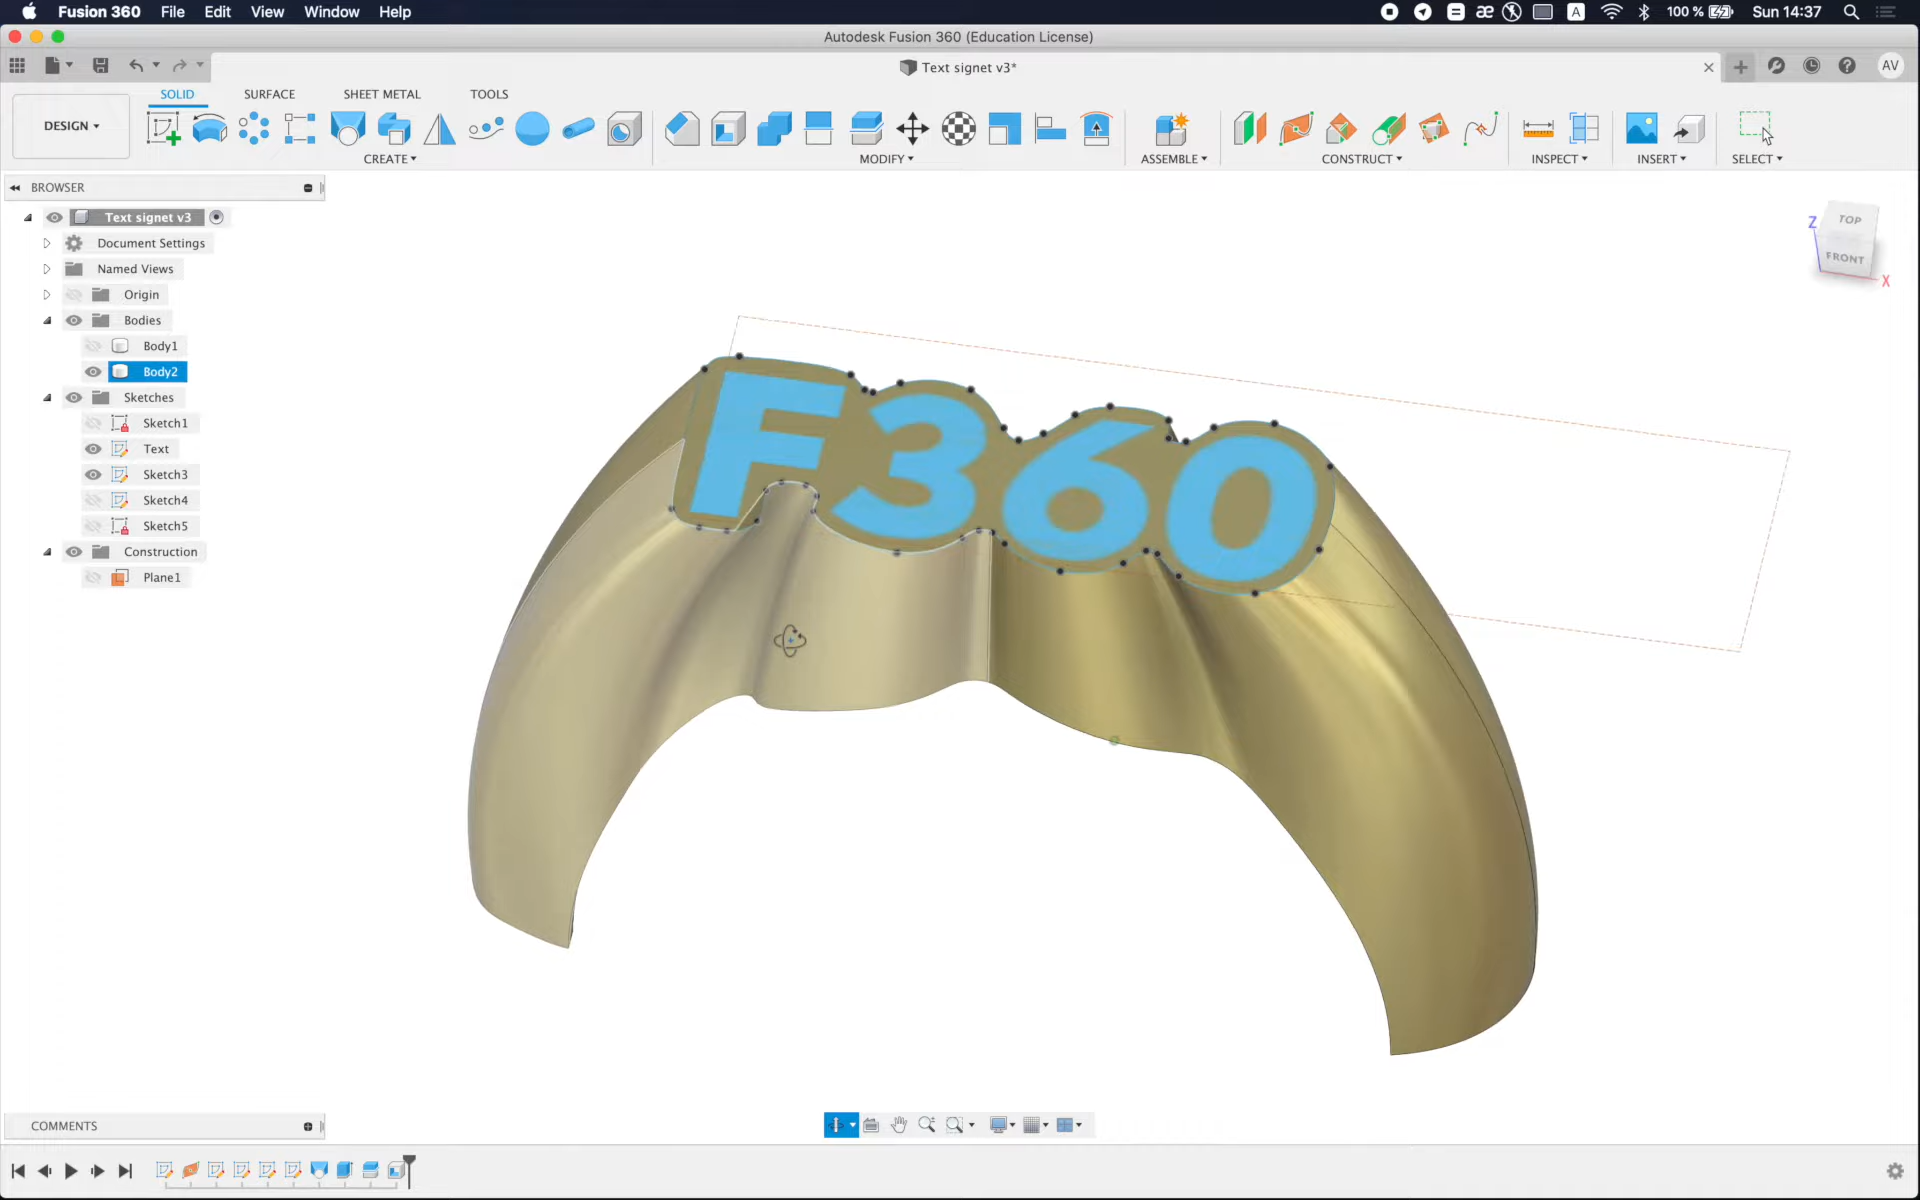 Fusion 360 File Edit View Window Help
A 100 % Sun 14:37
Autodesk Fusion 360 (Education License)
Text signet v3*
AV
SOLID SURFACE SHEET METAL TOOLS
DESIGN
CREATE MODIFY ASSEMBLE CONSTRUCT INSPECT INSERT SELECT
BROWSER
Text signet v3
Document Settings
Named Views
Origin
Bodies
Body1
Body2
Sketches
Sketch1
Text
Sketch3
Sketch4
Sketch5
Construction
Plane1
TOP
FRONT
Z
X
F360
COMMENTS